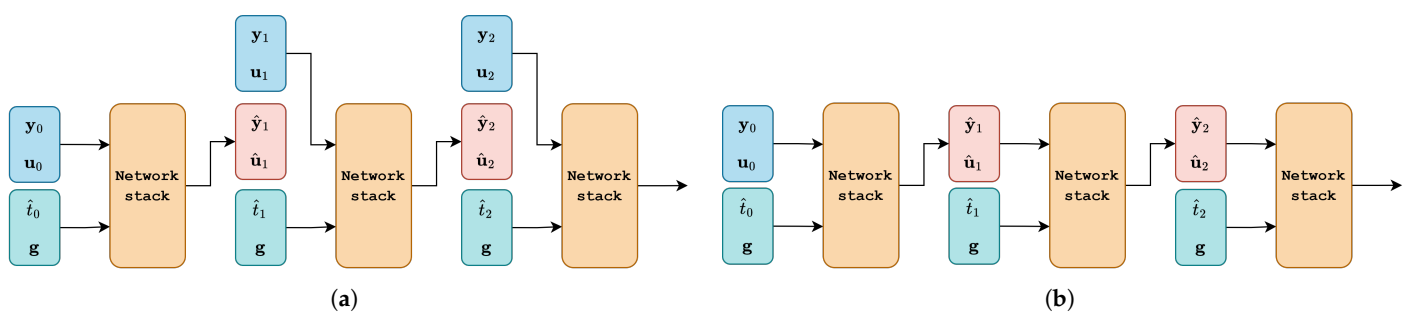 y₀
u₀
t̂₀
g
Network
stack
y₁
u₁
ŷ₁
û₁
t̂₁
g
Network
stack
y₂
u₂
ŷ₂
û₂
t̂₂
g
Network
stack
(a)
y₀
u₀
t̂₀
g
Network
stack
ŷ₁
û₁
t̂₁
g
Network
stack
ŷ₂
û₂
t̂₂
g
Network
stack
(b)